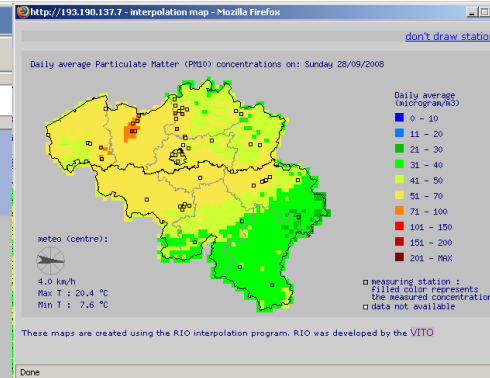 http://193.190.137.7 - interpolation map - Mozilla Firefox
don't draw station
Daily average Particulate Matter (PM10) concentrations on: Sunday 28/09/2008
Daily average
(microgram/m3)
0 - 10
11 - 20
21 - 30
31 - 40
41 - 50
51 - 70
71 - 100
101 - 150
151 - 200
201 - MAX
meteo (centre):
4.0 km/h
Max T : 20.4 °C
Min T : 7.6 °C
measuring station :
filled color represents
the measured concentration
data not available
These maps are created using the RIO interpolation program. RIO was developed by the VITO
Done